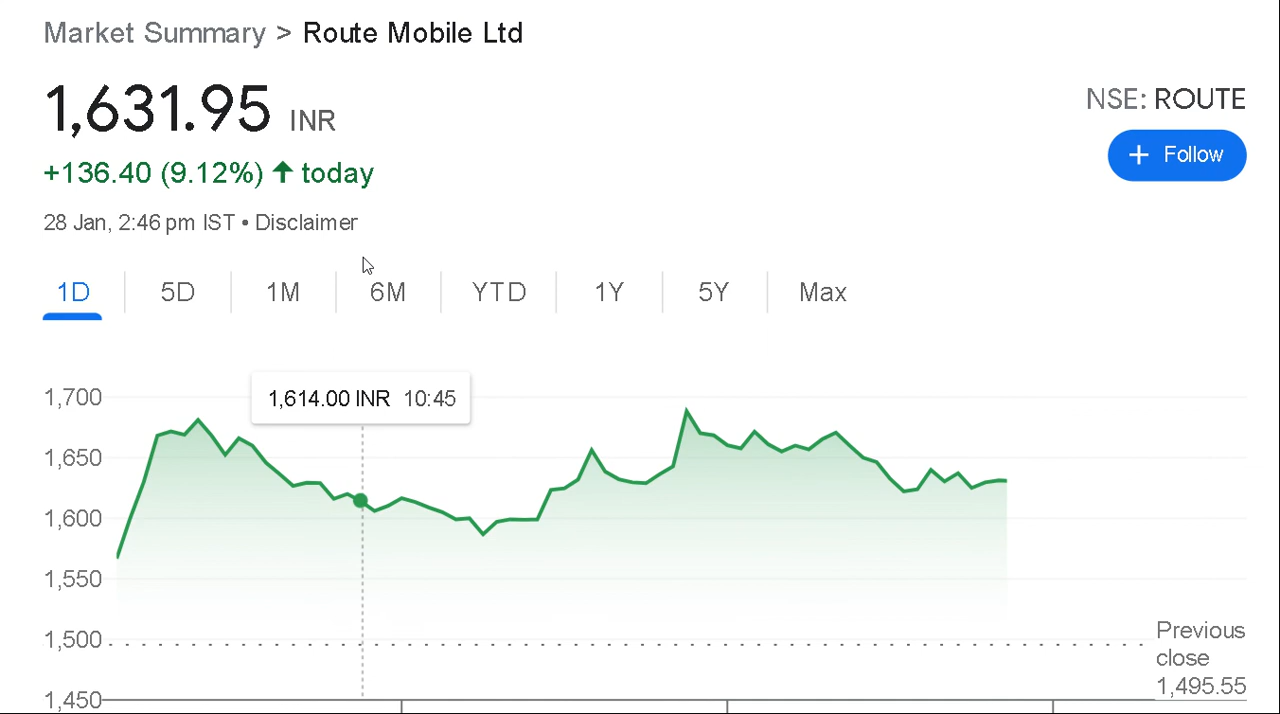 Market Summary > Route Mobile Ltd
1,631.95 INR
NSE: ROUTE
+136.40 (9.12%) ↑ today
+ Follow
28 Jan, 2:46 pm IST • Disclaimer
1D 5D 1M 6M YTD 1Y 5Y Max
1,614.00 INR 10:45
1,700
1,650
1,600
1,550
1,500
1,450
Previous
close
1,495.55